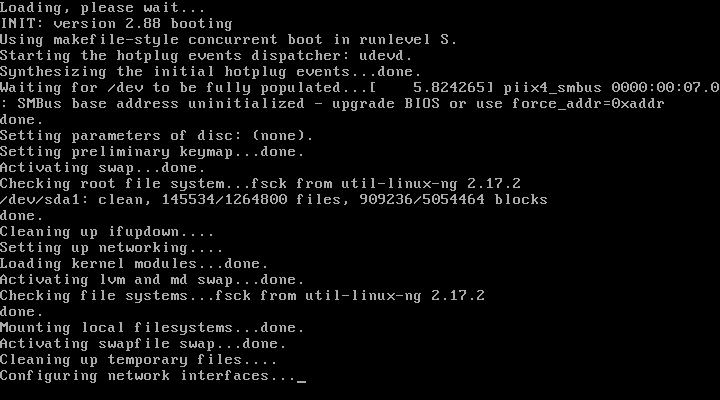 Loading, please wait...
INIT: version 2.88 booting
Using makefile-style concurrent boot in runlevel S.
Starting the hotplug events dispatcher: udevd.
Synthesizing the initial hotplug events...done.
Waiting for /dev to be fully populated...[    5.824265] piix4_smbus 0000:00:07.0
: SMBus base address uninitialized - upgrade BIOS or use force_addr=0xaddr
done.
Setting parameters of disc: (none).
Setting preliminary keymap...done.
Activating swap...done.
Checking root file system...fsck from util-linux-ng 2.17.2
/dev/sda1: clean, 145534/1264800 files, 909236/5054464 blocks
done.
Cleaning up ifupdown....
Setting up networking....
Loading kernel modules...done.
Activating lvm and md swap...done.
Checking file systems...fsck from util-linux-ng 2.17.2
done.
Mounting local filesystems...done.
Activating swapfile swap...done.
Cleaning up temporary files....
Configuring network interfaces..._